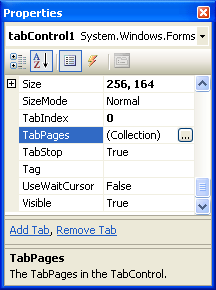 Properties
tabControl1 System.Windows.Forms
Size 256, 164
SizeMode Normal
TabIndex 0
TabPages (Collection) ...
TabStop True
Tag
UseWaitCursor False
Visible True
Add Tab, Remove Tab
TabPages
The TabPages in the TabControl.